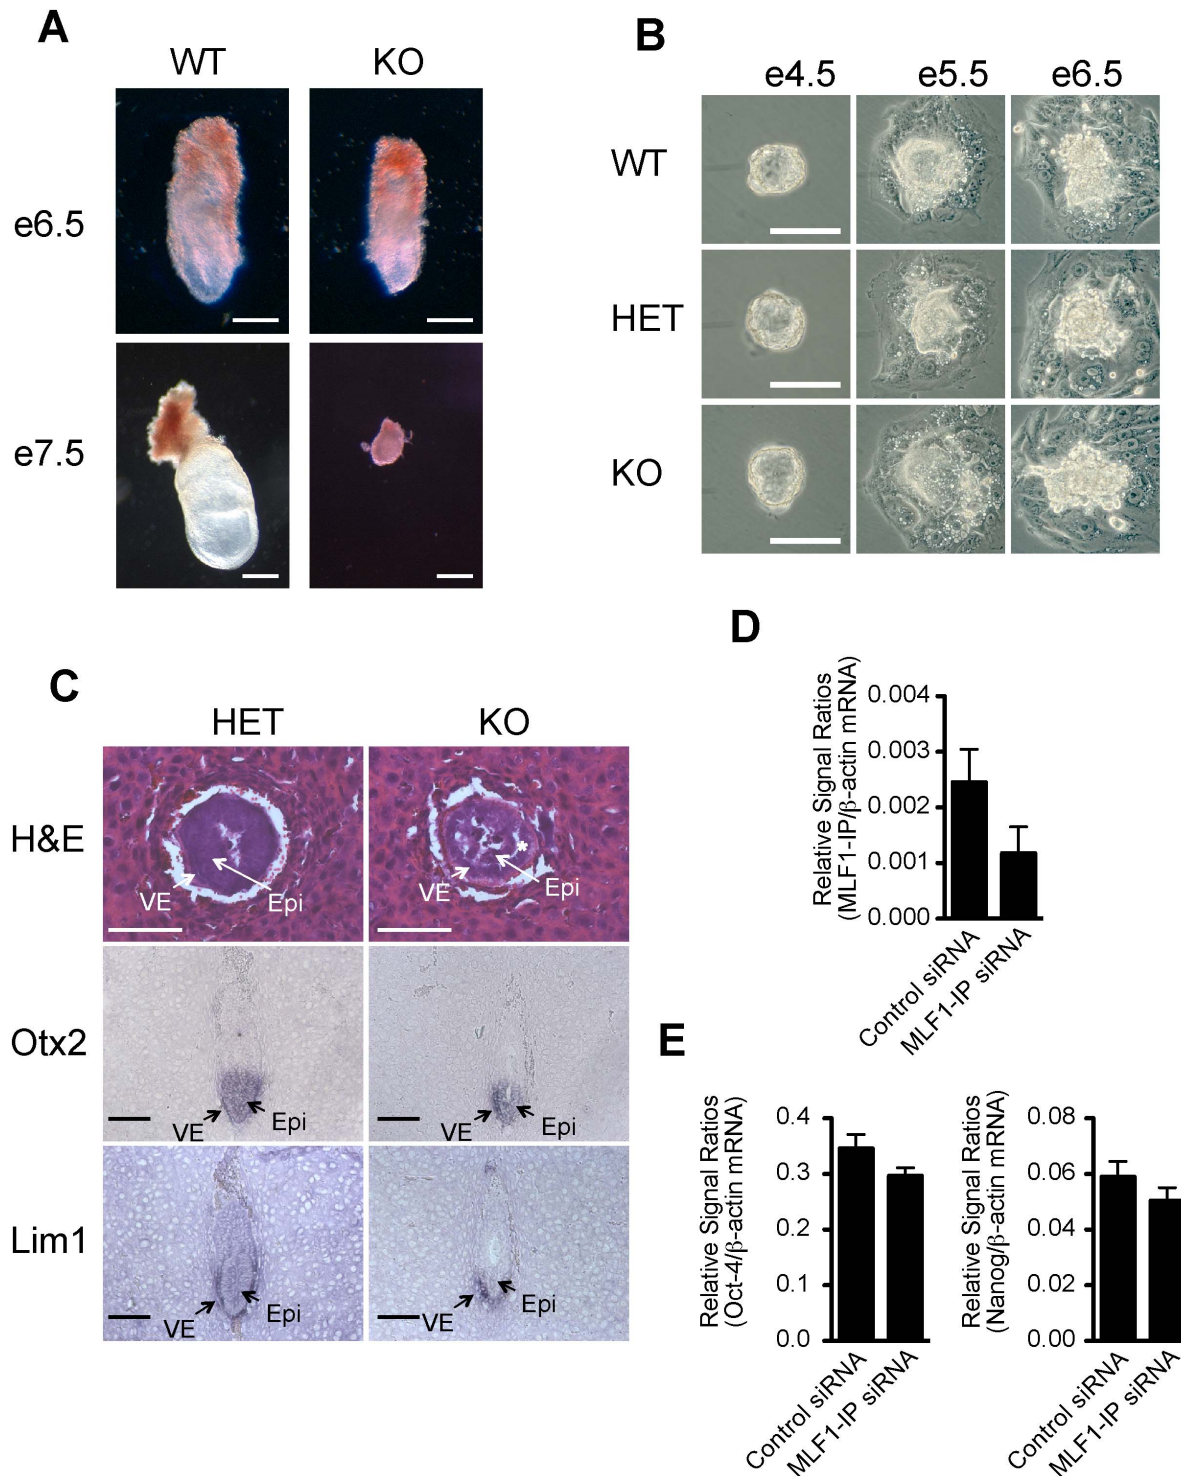 A
WT KO
e6.5
e7.5
B
e4.5 e5.5 e6.5
WT
HET
KO
C
HET KO
H&E
VE Epi
VE Epi
Otx2
VE Epi
VE Epi
Lim1
VE Epi
VE Epi
*
D
Relative Signal Ratios
(MLF1-IP/β-actin mRNA)
0.004
0.003
0.002
0.001
0.000
Control siRNA
MLF1-IP siRNA
E
Relative Signal Ratios
(Oct-4/β-actin mRNA)
0.4
0.3
0.2
0.1
0.0
Control siRNA
MLF1-IP siRNA
Relative Signal Ratios
(Nanog/β-actin mRNA)
0.08
0.06
0.04
0.02
0.00
Control siRNA
MLF1-IP siRNA